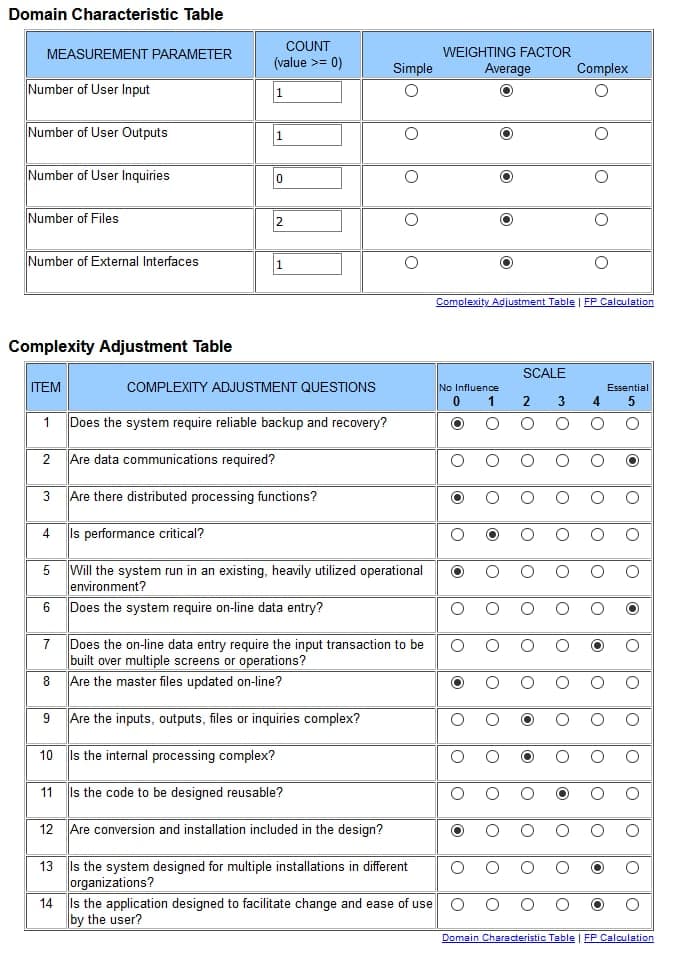 Domain Characteristic Table
MEASUREMENT PARAMETER
COUNT
(value >= 0)
WEIGHTING FACTOR
Simple Average Complex
Number of User Input 1
Number of User Outputs 1
Number of User Inquiries 0
Number of Files 2
Number of External Interfaces 1
Complexity Adjustment Table | FP Calculation
Complexity Adjustment Table
ITEM COMPLEXITY ADJUSTMENT QUESTIONS
SCALE
No Influence Essential
0 1 2 3 4 5
1 Does the system require reliable backup and recovery?
2 Are data communications required?
3 Are there distributed processing functions?
4 Is performance critical?
5 Will the system run in an existing, heavily utilized operational
environment?
6 Does the system require on-line data entry?
7 Does the on-line data entry require the input transaction to be
built over multiple screens or operations?
8 Are the master files updated on-line?
9 Are the inputs, outputs, files or inquiries complex?
10 Is the internal processing complex?
11 Is the code to be designed reusable?
12 Are conversion and installation included in the design?
13 Is the system designed for multiple installations in different
organizations?
14 Is the application designed to facilitate change and ease of use
by the user?
Domain Characteristic Table | FP Calculation